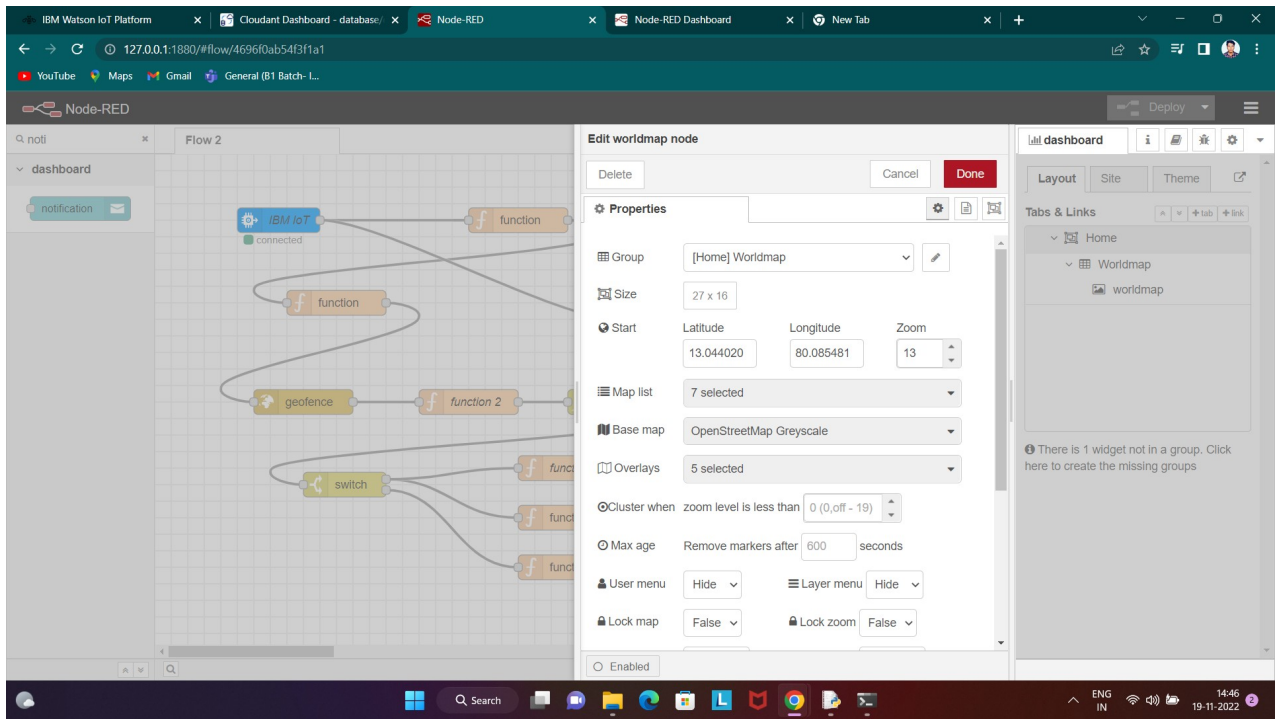 IBM Watson IoT Platform
Cloudant Dashboard - database/
Node-RED
Node-RED Dashboard
New Tab
127.0.0.1:1880/#flow/4696f0ab54f3f1a1
YouTube Maps Gmail General (B1 Batch- I...
Node-RED
Deploy
noti
Flow 2
Edit worldmap node
dashboard
dashboard
Delete
Cancel
Done
Layout
Site
Theme
notification
IBM IoT
connected
function
Properties
Tabs & Links
tab
link
Home
Group
[Home] Worldmap
Worldmap
Size
27 x 16
worldmap
function
Start
Latitude
Longitude
Zoom
13.044020
80.085481
13
geofence
function 2
Map list
7 selected
Base map
OpenStreetMap Greyscale
There is 1 widget not in a group. Click
here to create the missing groups
switch
funct
Overlays
5 selected
funct
Cluster when zoom level is less than
0 (0,off - 19)
Max age
Remove markers after 600 seconds
funct
User menu
Hide
Layer menu
Hide
Lock map
False
Lock zoom
False
Enabled
Search
ENG
IN
14:46
19-11-2022
2